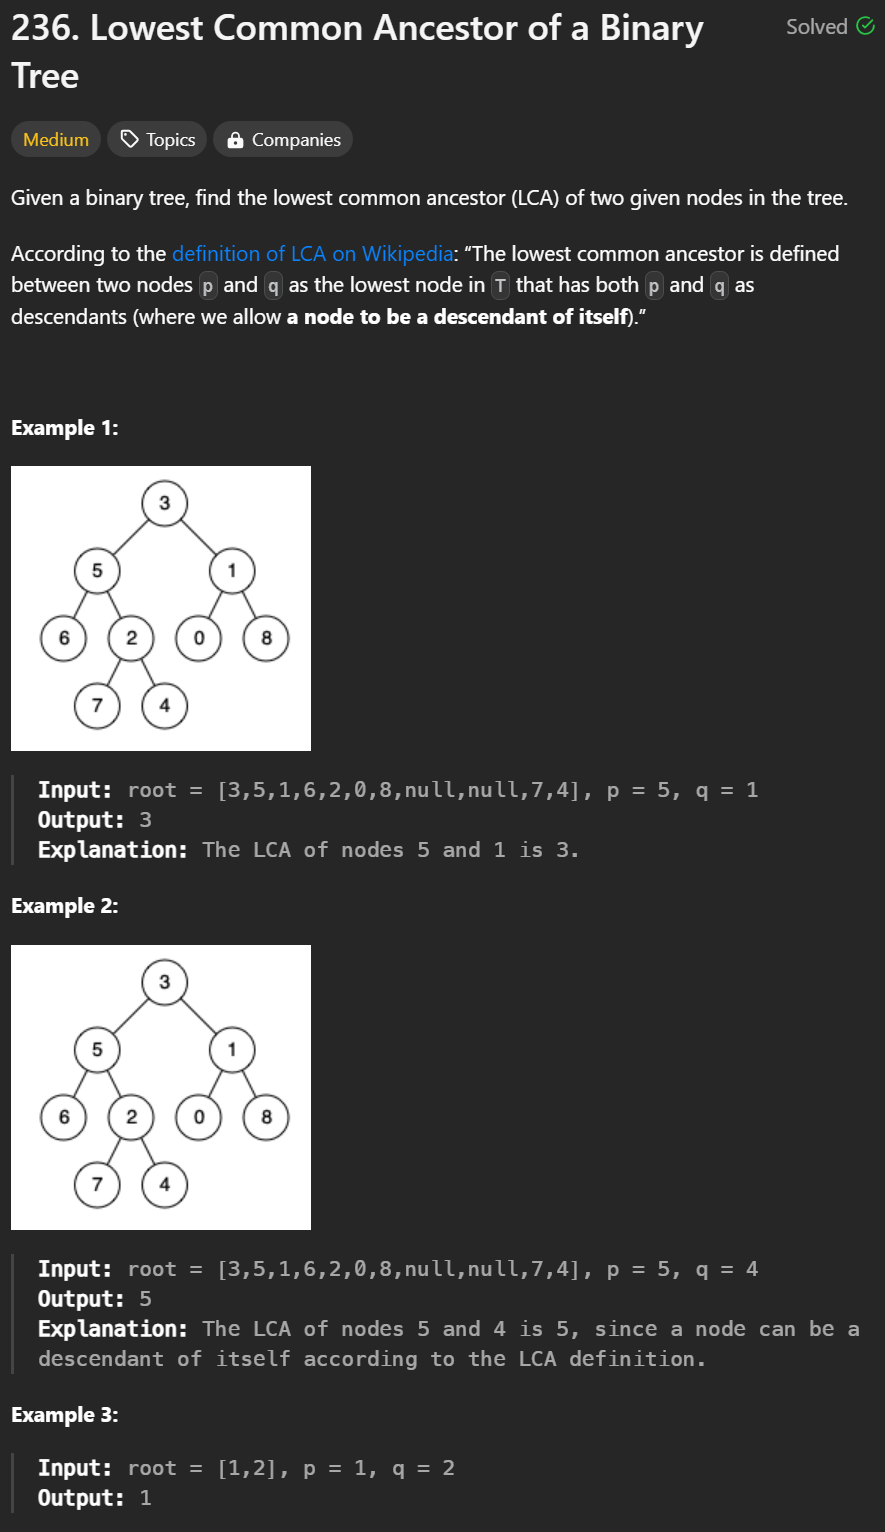 236. Lowest Common Ancestor of a Binary
Tree
Solved
Medium
Topics
Companies
Given a binary tree, find the lowest common ancestor (LCA) of two given nodes in the tree.
According to the definition of LCA on Wikipedia: “The lowest common ancestor is defined
between two nodes p and q as the lowest node in T that has both p and q as
descendants (where we allow a node to be a descendant of itself).”
Example 1:
3
5 1
6 2 0 8
7 4
Input: root = [3,5,1,6,2,0,8,null,null,7,4], p = 5, q = 1
Output: 3
Explanation: The LCA of nodes 5 and 1 is 3.
Example 2:
3
5 1
6 2 0 8
7 4
Input: root = [3,5,1,6,2,0,8,null,null,7,4], p = 5, q = 4
Output: 5
Explanation: The LCA of nodes 5 and 4 is 5, since a node can be a
descendant of itself according to the LCA definition.
Example 3:
Input: root = [1,2], p = 1, q = 2
Output: 1